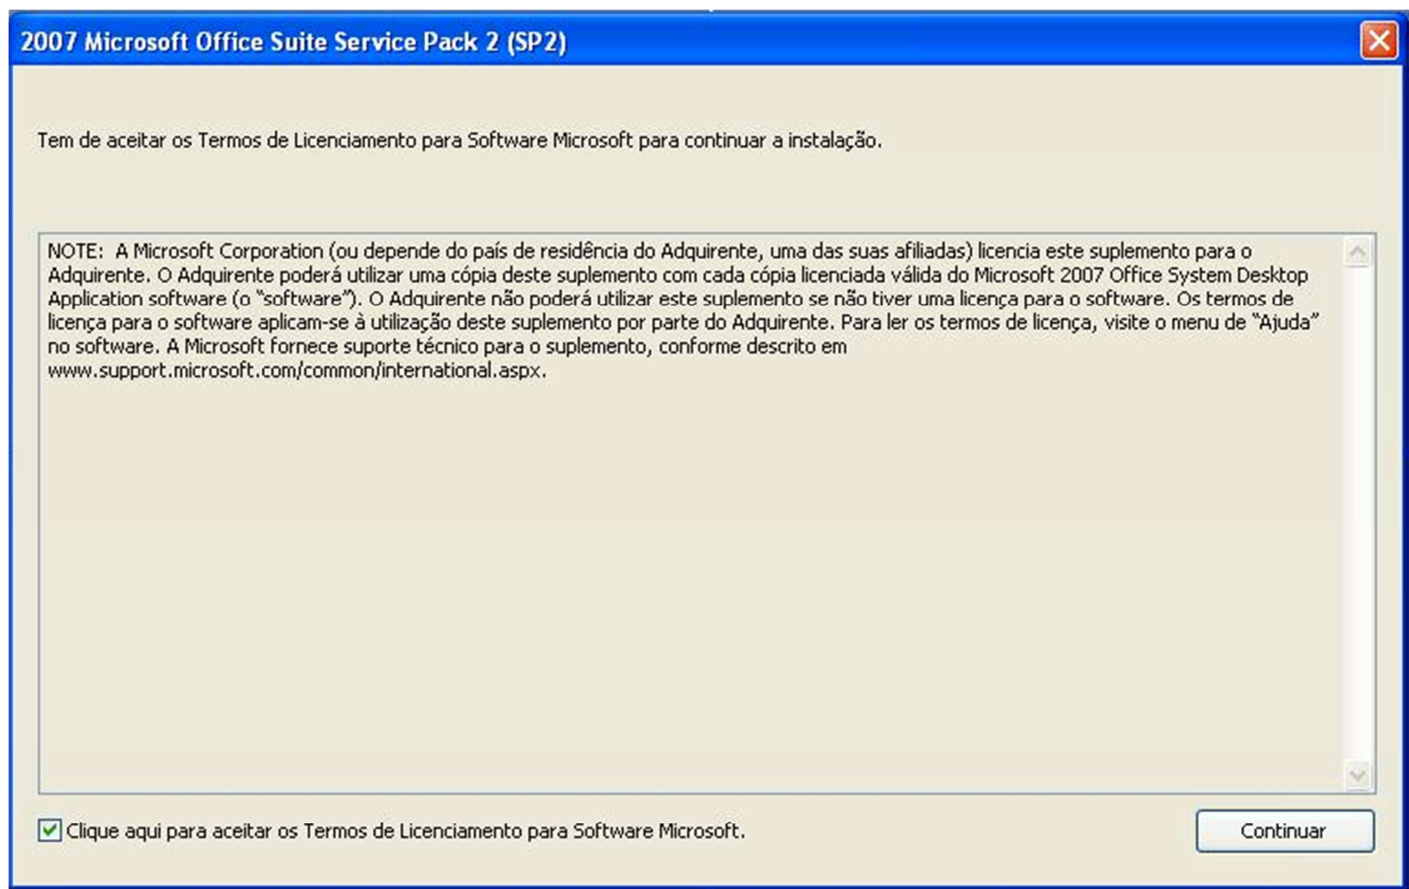 2007 Microsoft Office Suite Service Pack 2 (SP2)
Tem de aceitar os Termos de Licenciamento para Software Microsoft para continuar a instalação.
NOTE:  A Microsoft Corporation (ou depende do país de residência do Adquirente, uma das suas afiliadas) licencia este suplemento para o
Adquirente. O Adquirente poderá utilizar uma cópia deste suplemento com cada cópia licenciada válida do Microsoft 2007 Office System Desktop
Application software (o “software”). O Adquirente não poderá utilizar este suplemento se não tiver uma licença para o software. Os termos de
licença para o software aplicam-se à utilização deste suplemento por parte do Adquirente. Para ler os termos de licença, visite o menu de “Ajuda”
no software. A Microsoft fornece suporte técnico para o suplemento, conforme descrito em
www.support.microsoft.com/common/international.aspx.
Clique aqui para aceitar os Termos de Licenciamento para Software Microsoft.
Continuar